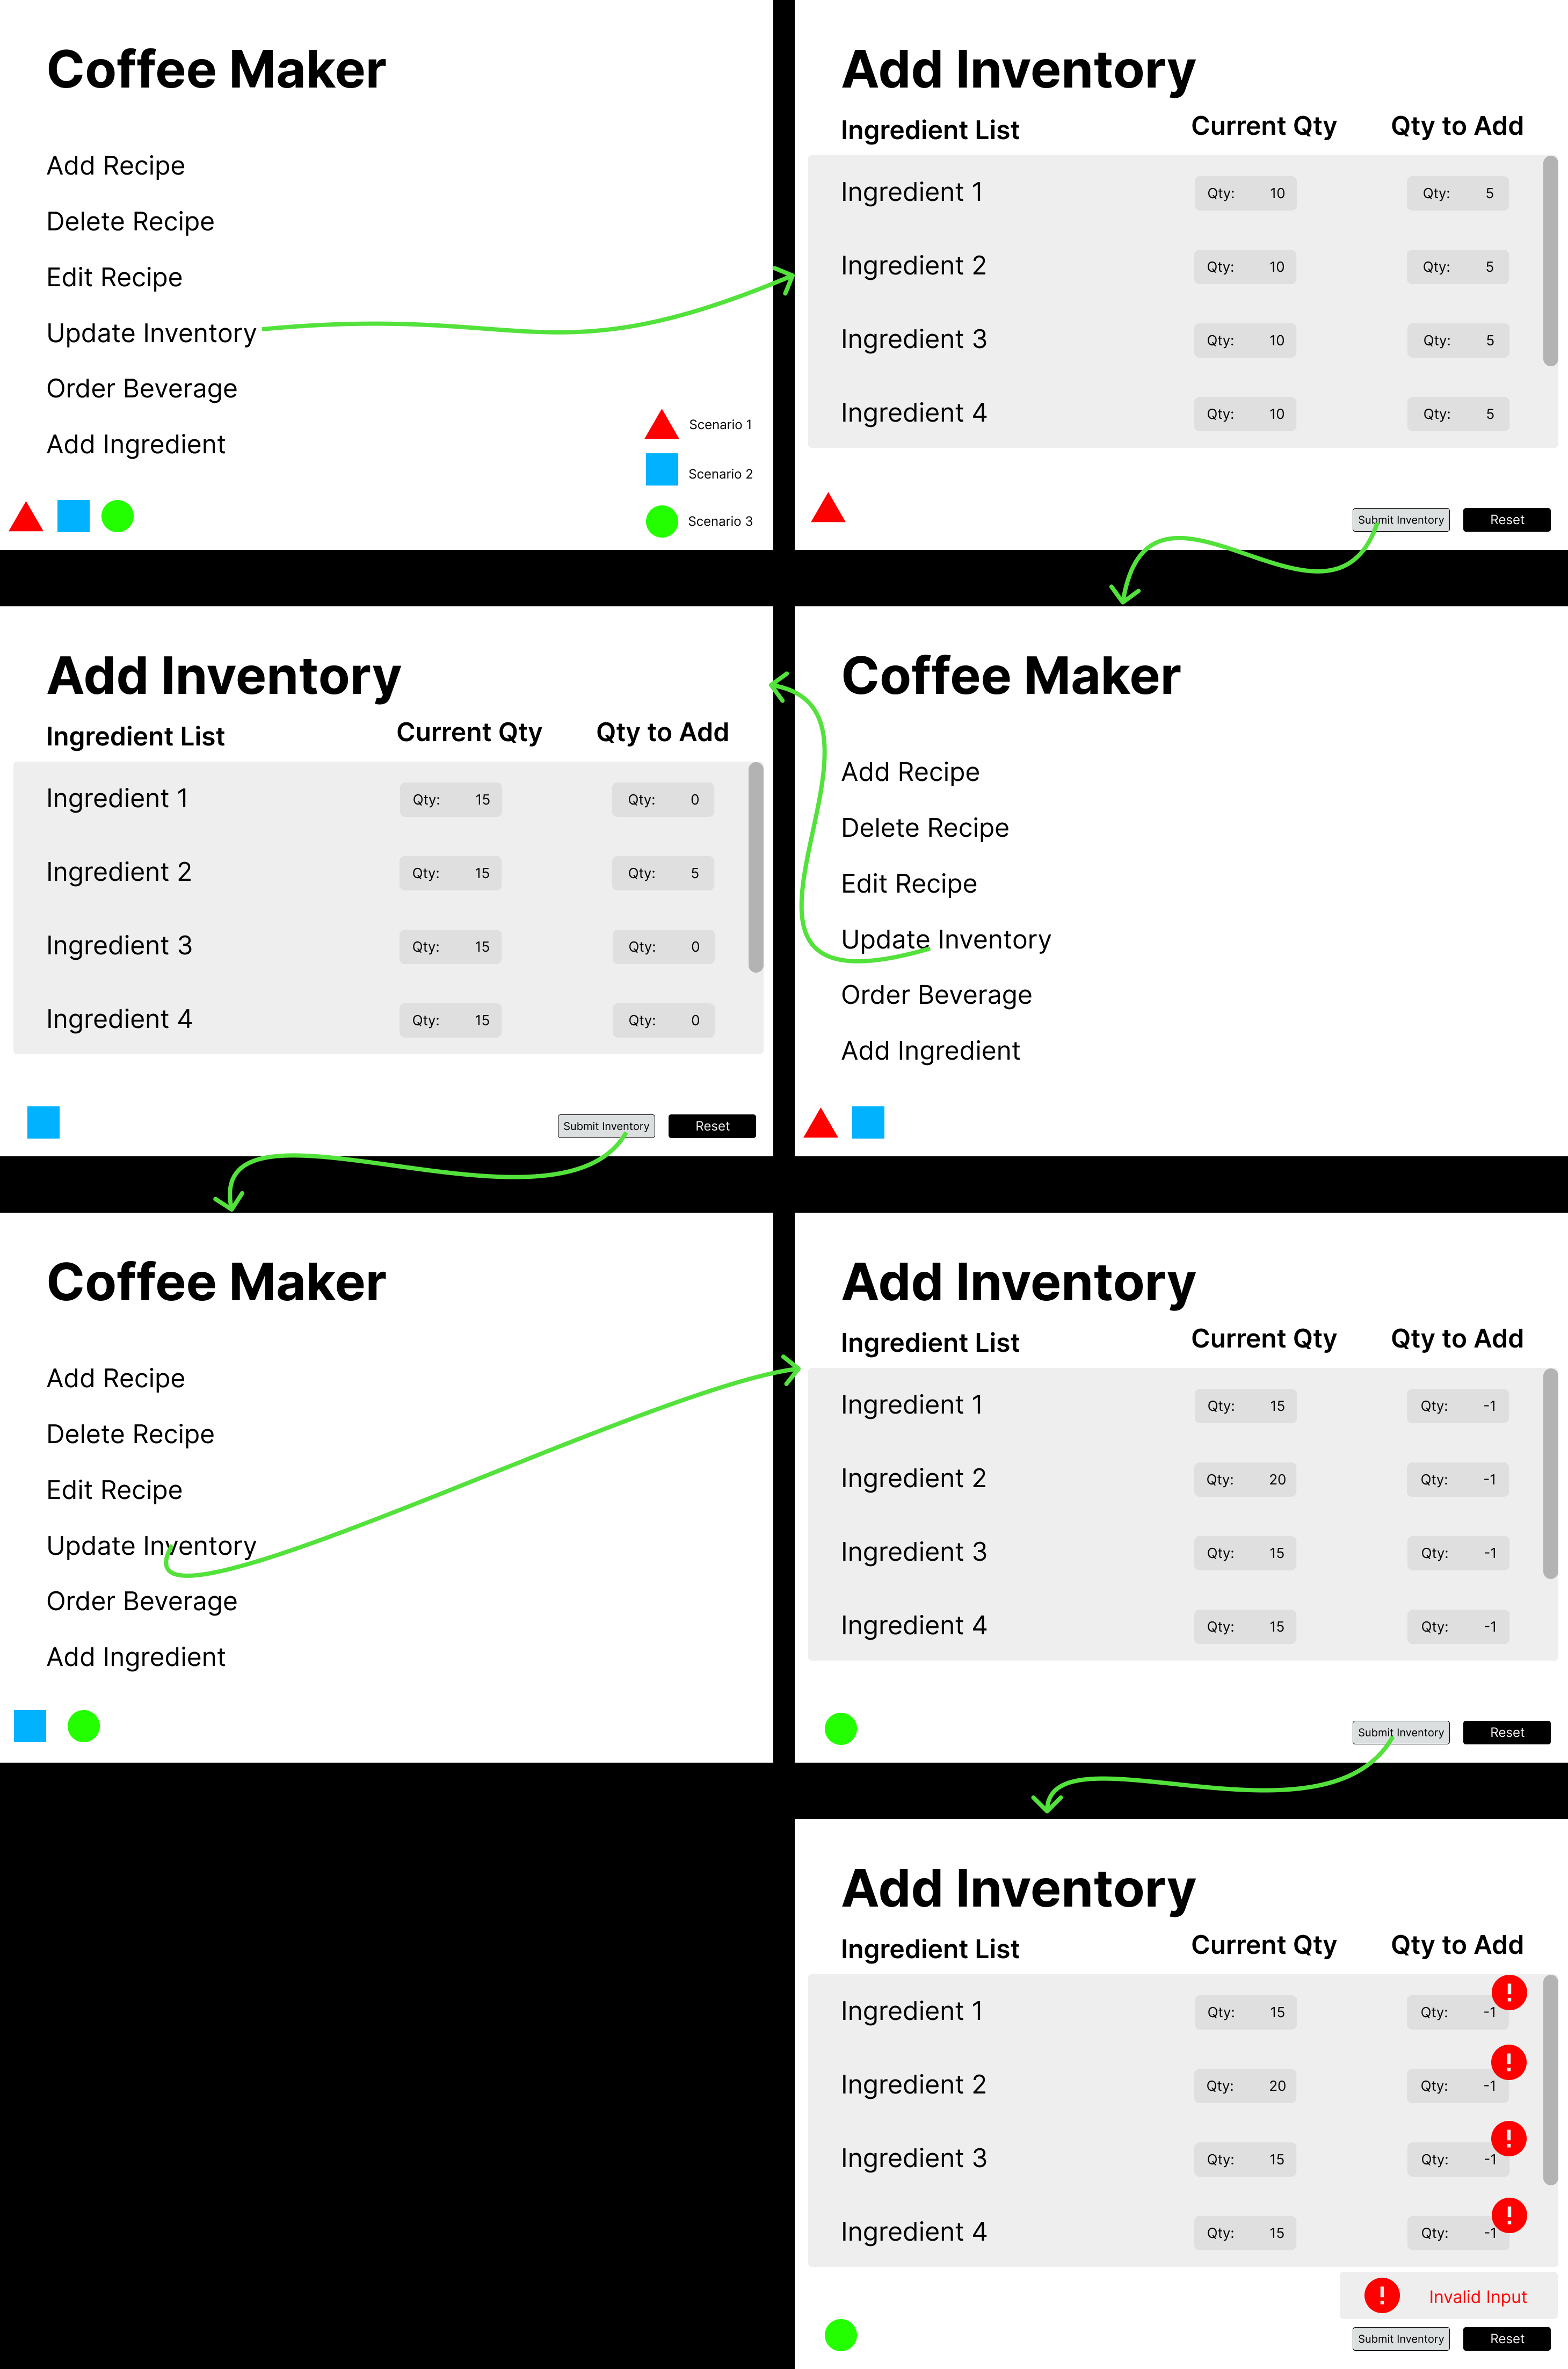 Coffee Maker
Add Recipe
Delete Recipe
Edit Recipe
Update Inventory
Order Beverage
Add Ingredient
Scenario 1
Scenario 2
Scenario 3
Add Inventory
Ingredient List Current Qty Qty to Add
Ingredient 1 Qty: 10 Qty: 5
Ingredient 2 Qty: 10 Qty: 5
Ingredient 3 Qty: 10 Qty: 5
Ingredient 4 Qty: 10 Qty: 5
Submit Inventory Reset
Add Inventory
Ingredient List Current Qty Qty to Add
Ingredient 1 Qty: 15 Qty: 0
Ingredient 2 Qty: 15 Qty: 5
Ingredient 3 Qty: 15 Qty: 0
Ingredient 4 Qty: 15 Qty: 0
Submit Inventory Reset
Coffee Maker
Add Recipe
Delete Recipe
Edit Recipe
Update Inventory
Order Beverage
Add Ingredient
Coffee Maker
Add Recipe
Delete Recipe
Edit Recipe
Update Inventory
Order Beverage
Add Ingredient
Add Inventory
Ingredient List Current Qty Qty to Add
Ingredient 1 Qty: 15 Qty: -1
Ingredient 2 Qty: 20 Qty: -1
Ingredient 3 Qty: 15 Qty: -1
Ingredient 4 Qty: 15 Qty: -1
Submit Inventory Reset
Add Inventory
Ingredient List Current Qty Qty to Add
Ingredient 1 Qty: 15 Qty: -1 !
Ingredient 2 Qty: 20 Qty: -1 !
Ingredient 3 Qty: 15 Qty: -1 !
Ingredient 4 Qty: 15 Qty: -1 !
! Invalid Input
Submit Inventory Reset